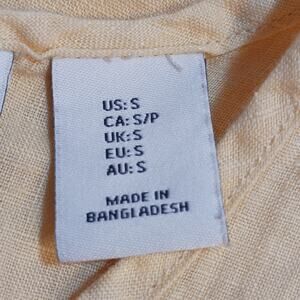 US: S
CA: S/P
UK: S
EU: S
AU: S
MADE IN
BANGLADESH